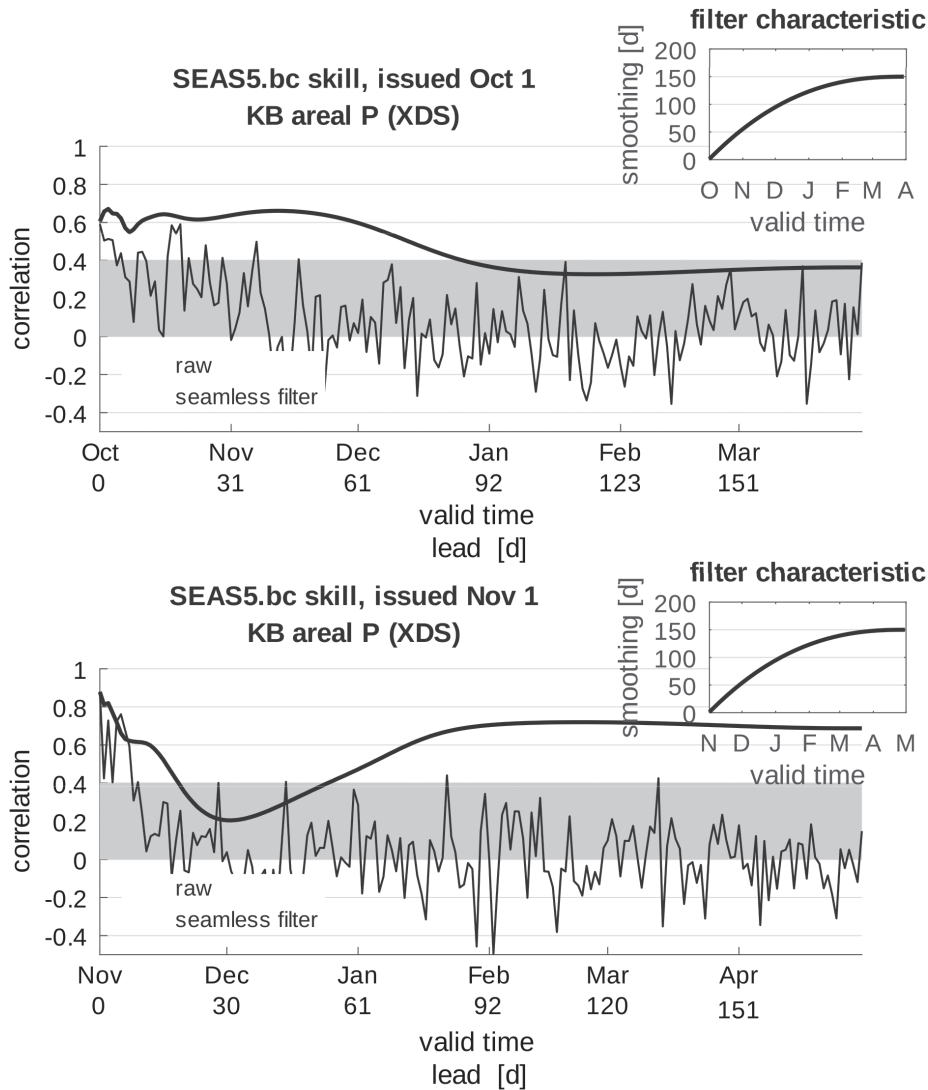 filter characteristic
smoothing [d]
200
150
100
50
0
O N D J F M A
valid time
SEAS5.bc skill, issued Oct 1
KB areal P (XDS)
correlation
1
0.8
0.6
0.4
0.2
0
-0.2
-0.4
raw
seamless filter
Oct Nov Dec Jan Feb Mar
0 31 61 92 123 151
valid time
lead [d]
filter characteristic
smoothing [d]
200
150
100
50
0
N D J F M A M
valid time
SEAS5.bc skill, issued Nov 1
KB areal P (XDS)
correlation
1
0.8
0.6
0.4
0.2
0
-0.2
-0.4
raw
seamless filter
Nov Dec Jan Feb Mar Apr
0 30 61 92 120 151
valid time
lead [d]